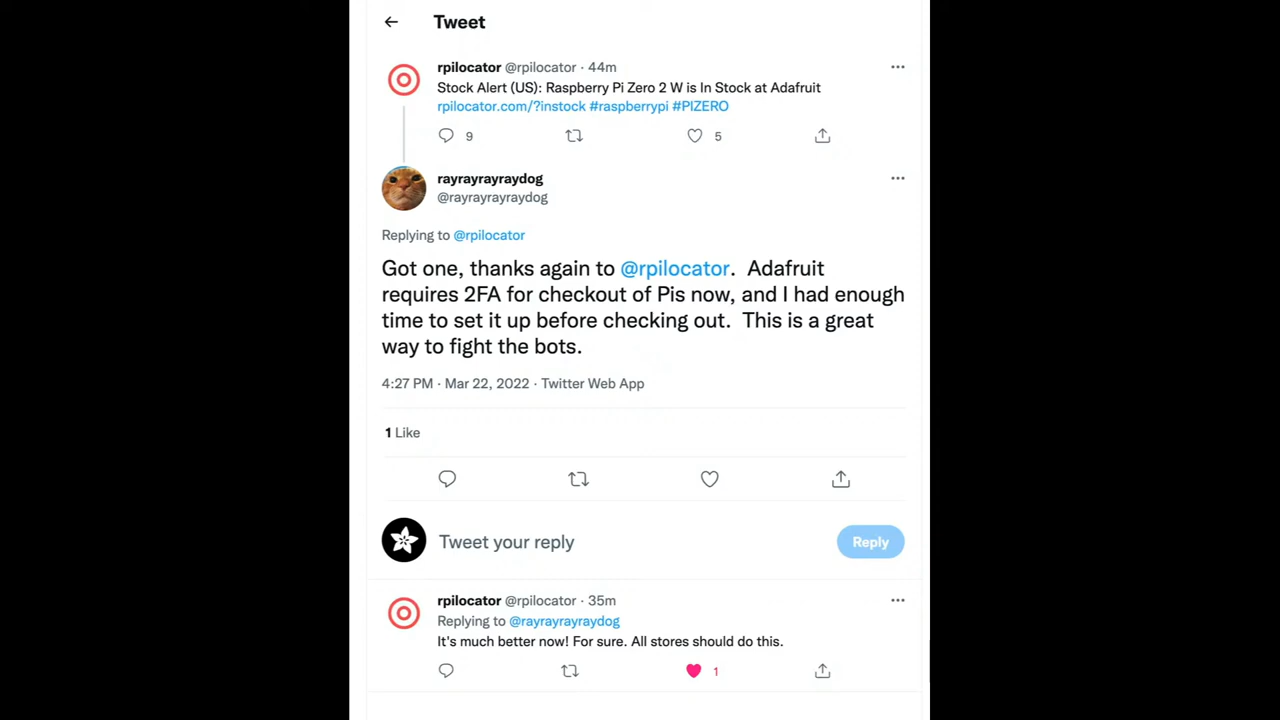 Tweet
rpilocator @rpilocator · 44m
Stock Alert (US): Raspberry Pi Zero 2 W is In Stock at Adafruit
rpilocator.com/?instock #raspberrypi #PIZERO
9 5
rayrayrayraydog
@rayrayrayraydog
Replying to @rpilocator
Got one, thanks again to @rpilocator. Adafruit
requires 2FA for checkout of Pis now, and I had enough
time to set it up before checking out. This is a great
way to fight the bots.
4:27 PM · Mar 22, 2022 · Twitter Web App
1 Like
Tweet your reply
Reply
rpilocator @rpilocator · 35m
Replying to @rayrayrayraydog
It's much better now! For sure. All stores should do this.
1